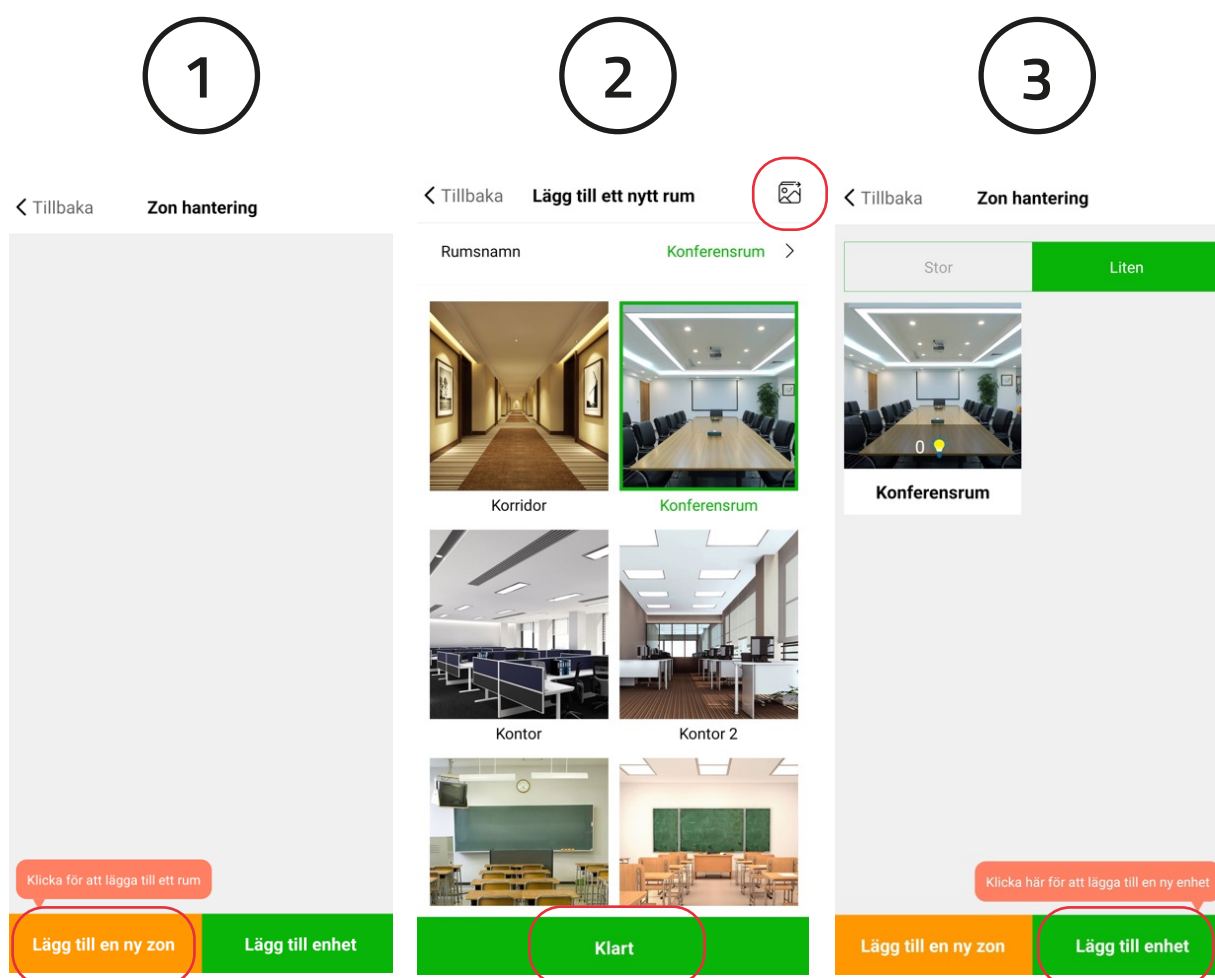 1
Tillbaka Zon hantering
Klicka för att lägga till ett rum
Lägg till en ny zon Lägg till enhet
2
Tillbaka Lägg till ett nytt rum
Rumsnamn Konferensrum
Korridor Konferensrum
Kontor Kontor 2
Klart
3
Tillbaka Zon hantering
Stor Liten
0
Konferensrum
Klicka här för att lägga till en ny enhet
Lägg till en ny zon Lägg till enhet